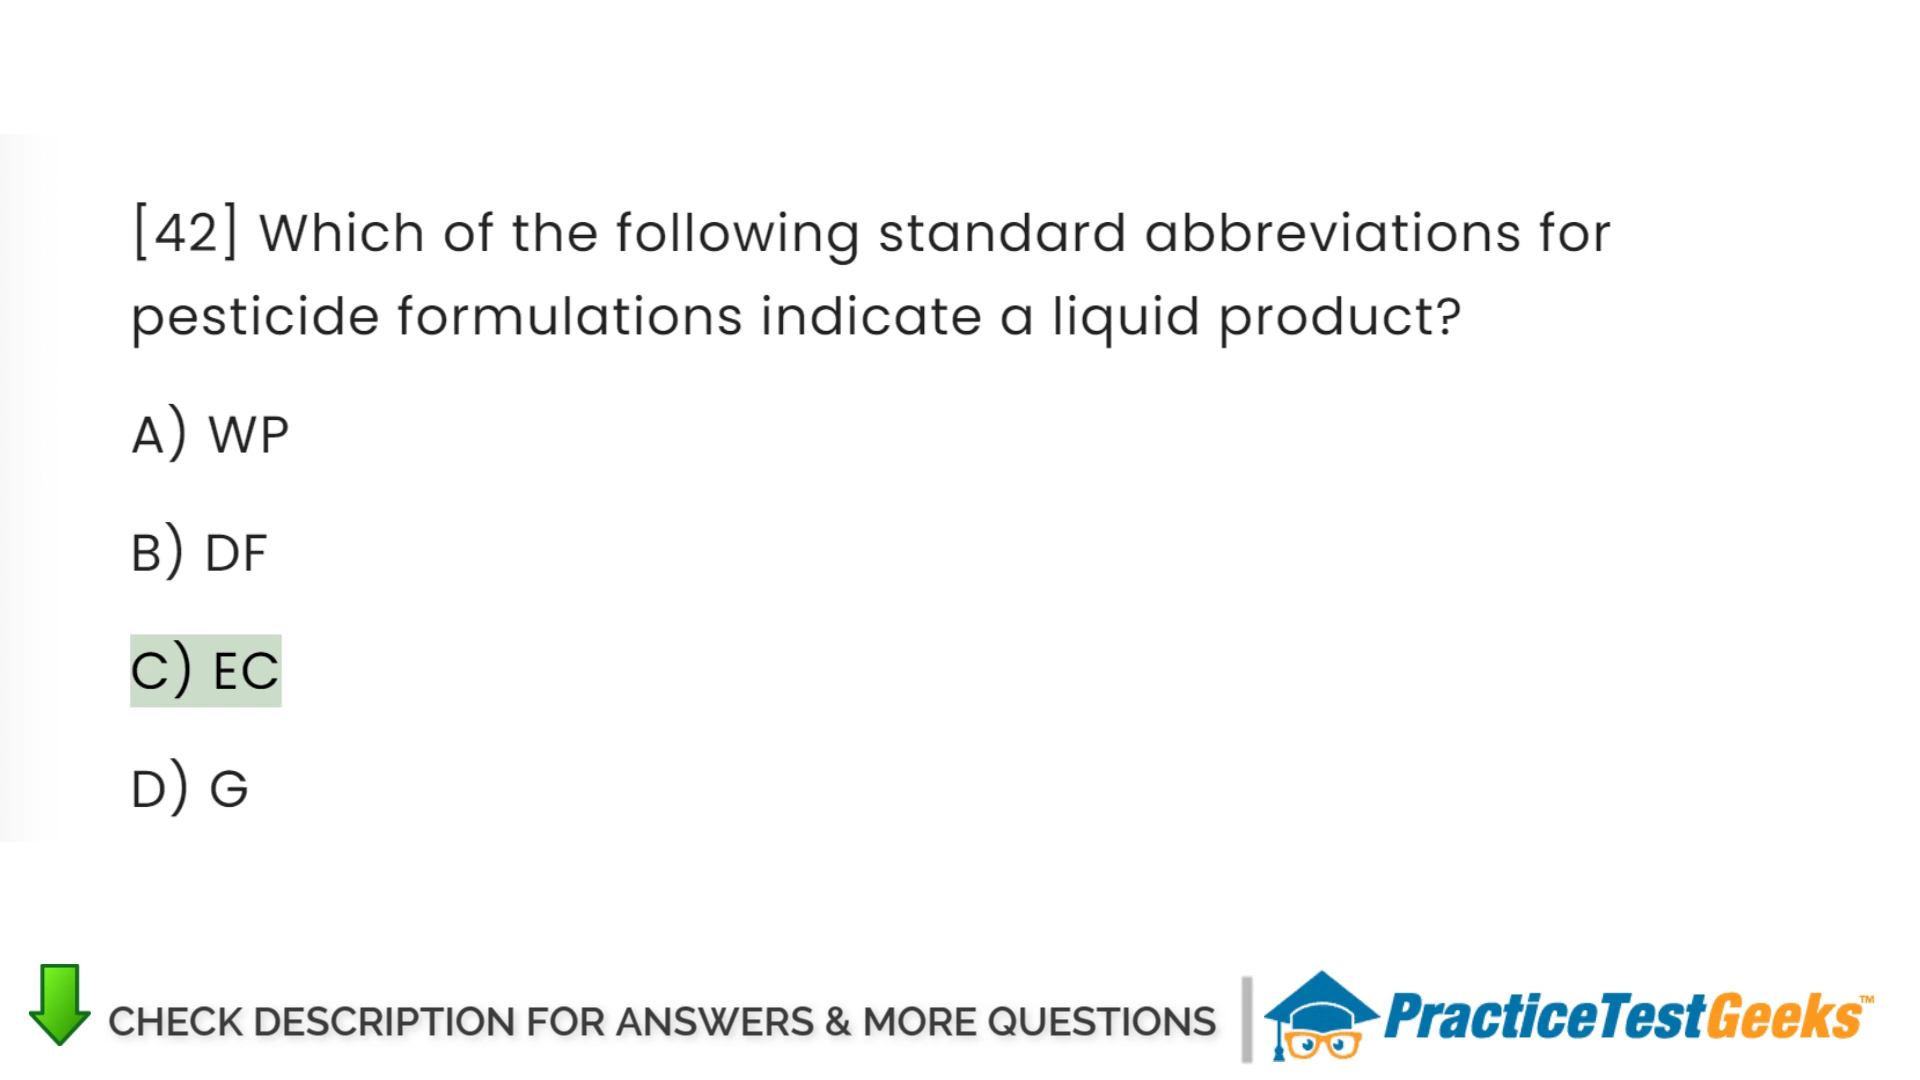 [42] Which of the following standard abbreviations for
pesticide formulations indicate a liquid product?
A) WP
B) DF
C) EC
D) G
CHECK DESCRIPTION FOR ANSWERS & MORE QUESTIONS
PracticeTestGeeks™